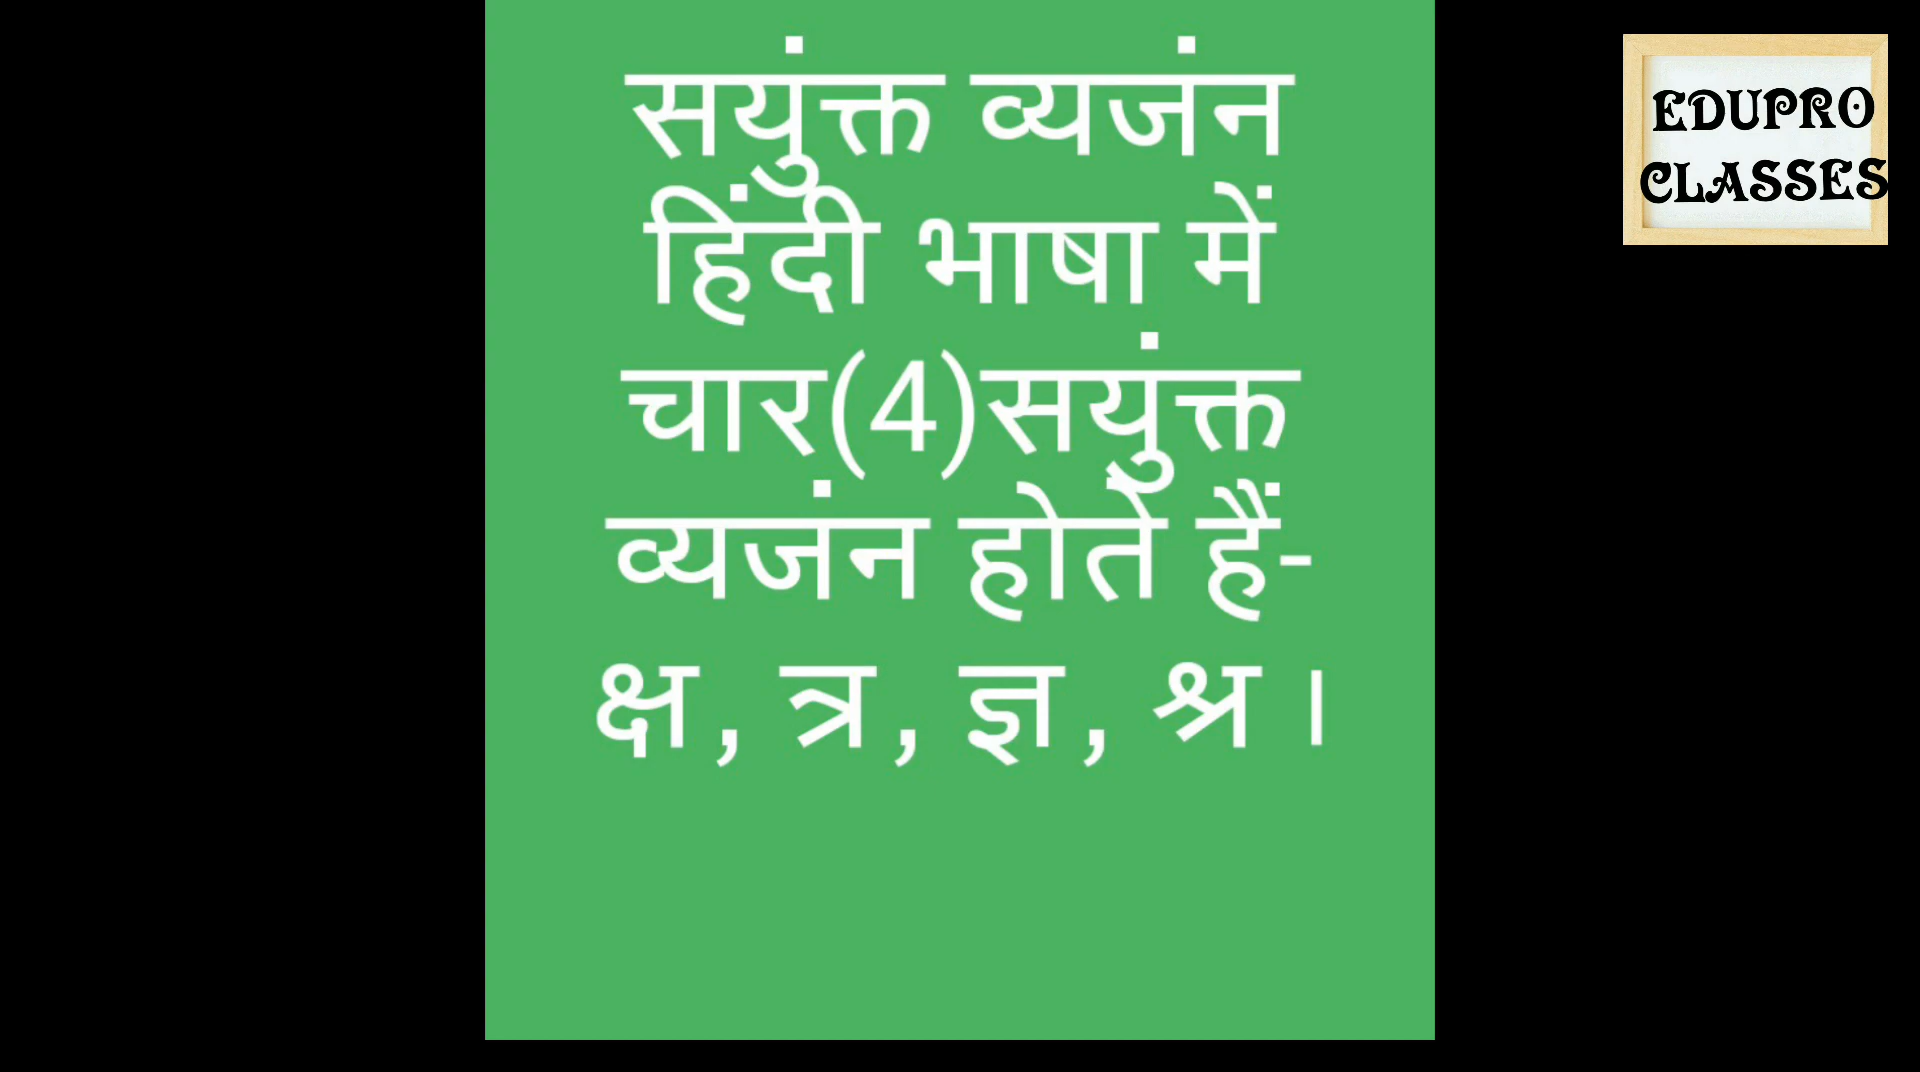 सयुंक्त व्यजंन
हिंदी भाषा में
चार(4)सयुंक्त
व्यजंन होते हैं-
क्ष, त्र, ज्ञ, श्र ।
EDUPRO
CLASSES